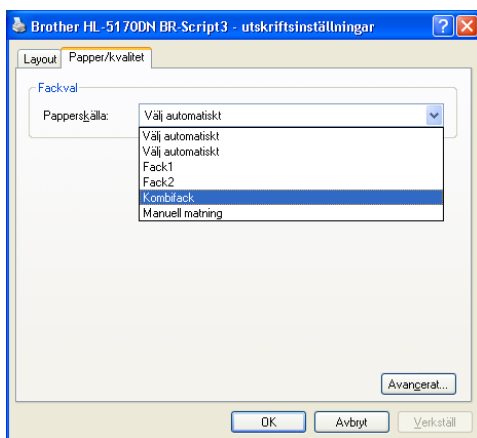 Brother HL-5170DN BR-Script3 - utskriftsinställningar
Layout Papper/kvalitet
Fackval
Papperskälla: Välj automatiskt
Välj automatiskt
Välj automatiskt
Fack1
Fack2
Kombifack
Manuell matning
Avancerat...
OK Avbryt Verkställ